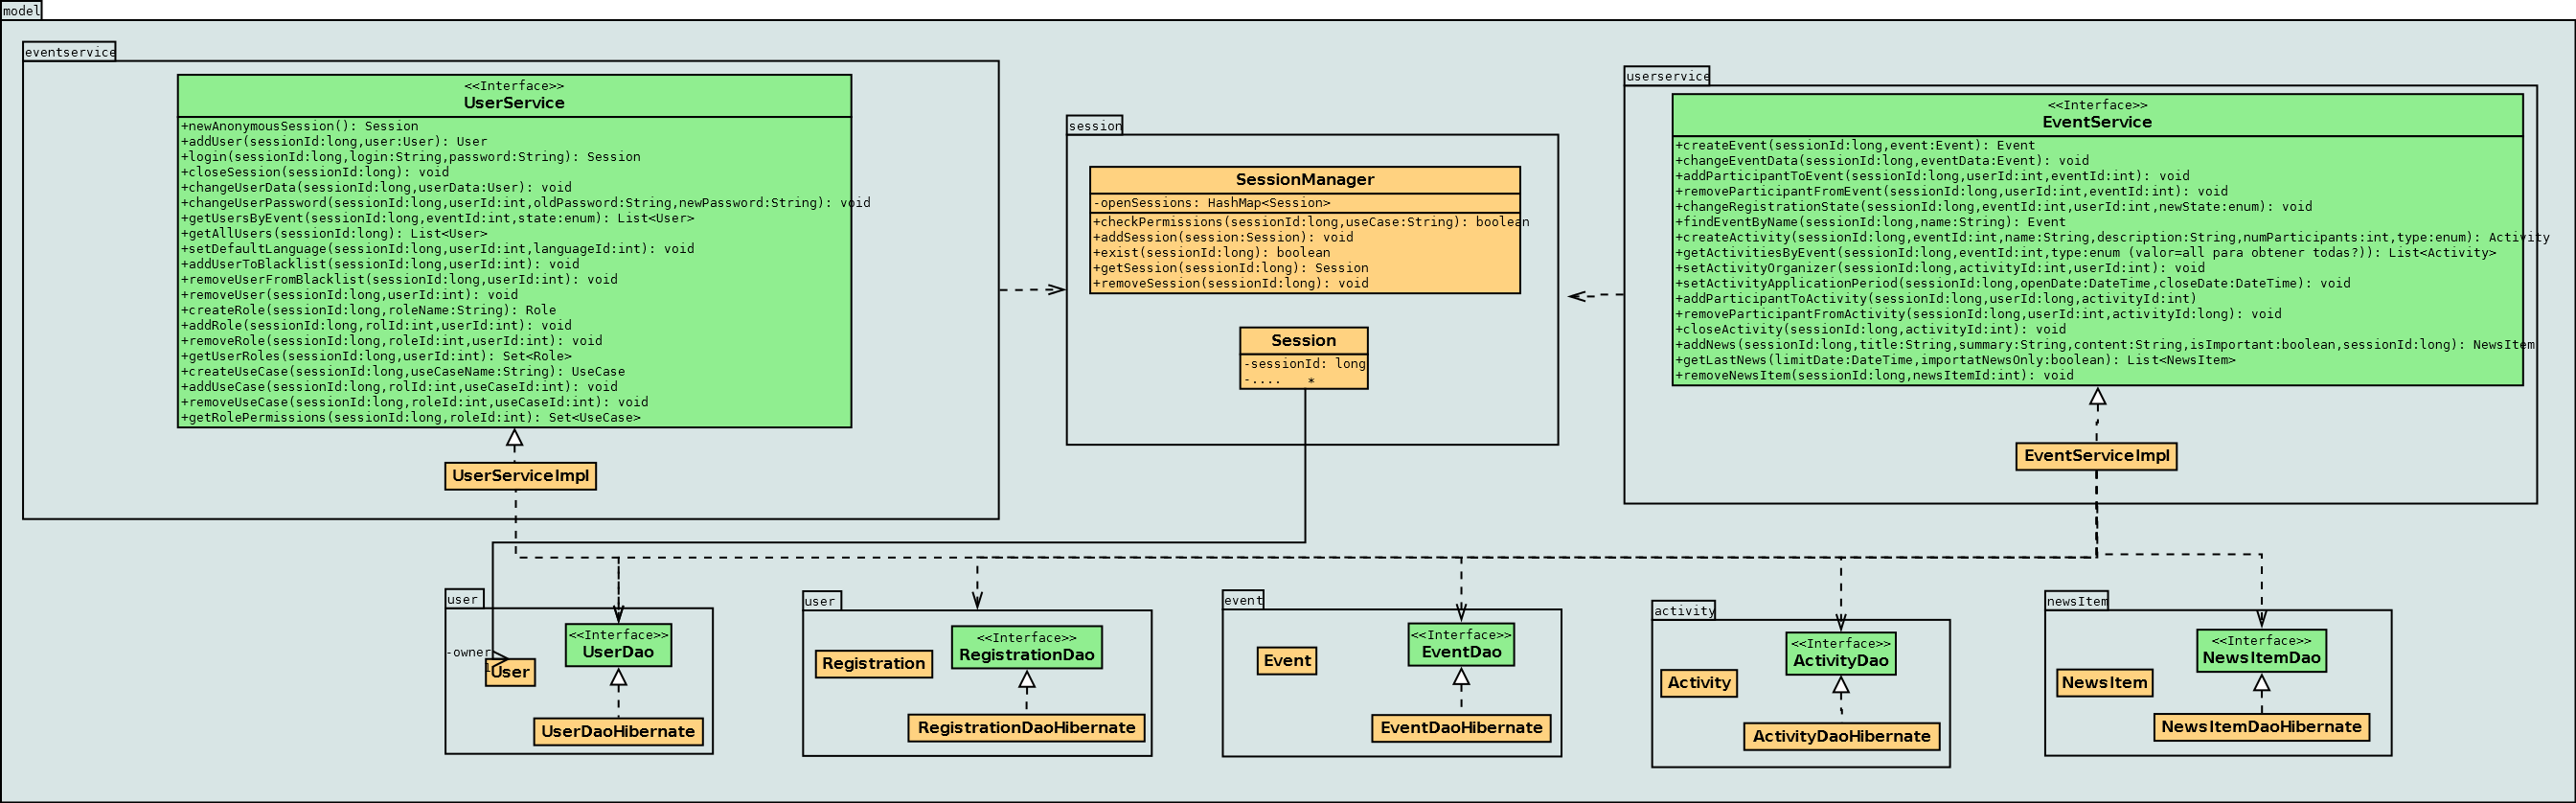 model
eventservice
<<Interface>>
UserService
+newAnonymousSession(): Session
+addUser(sessionId:long,user:User): User
+login(sessionId:long,login:String,password:String): Session
+closeSession(sessionId:long): void
+changeUserData(sessionId:long,userData:User): void
+changeUserPassword(sessionId:long,userId:int,oldPassword:String,newPassword:String): void
+getUsersByEvent(sessionId:long,eventId:int,state:enum): List<User>
+getAllUsers(sessionId:long): List<User>
+setDefaultLanguage(sessionId:long,userId:int,languageId:int): void
+addUserToBlacklist(sessionId:long,userId:int): void
+removeUserFromBlacklist(sessionId:long,userId:int): void
+removeUser(sessionId:long,userId:int): void
+createRole(sessionId:long,roleName:String): Role
+addRole(sessionId:long,rolId:int,userId:int): void
+removeRole(sessionId:long,roleId:int,userId:int): void
+getUserRoles(sessionId:long,userId:int): Set<Role>
+createUseCase(sessionId:long,useCaseName:String): UseCase
+addUseCase(sessionId:long,rolId:int,useCaseId:int): void
+removeUseCase(sessionId:long,roleId:int,useCaseId:int): void
+getRolePermissions(sessionId:long,roleId:int): Set<UseCase>
UserServiceImpl
session
SessionManager
-openSessions: HashMap<Session>
+checkPermissions(sessionId:long,useCase:String): boolean
+addSession(session:Session): void
+exist(sessionId:long): boolean
+getSession(sessionId:long): Session
+removeSession(sessionId:long): void
Session
-sessionId: long
-.... *
userservice
<<Interface>>
EventService
+createEvent(sessionId:long,event:Event): Event
+changeEventData(sessionId:long,eventData:Event): void
+addParticipantToEvent(sessionId:long,userId:int,eventId:int): void
+removeParticipantFromEvent(sessionId:long,userId:int,eventId:int): void
+changeRegistrationState(sessionId:long,eventId:int,userId:int,newState:enum): void
+findEventByName(sessionId:long,name:String): Event
+createActivity(sessionId:long,eventId:int,name:String,description:String,numParticipants:int,type:enum): Activity
+getActivitiesByEvent(sessionId:long,eventId:int,type:enum (valor=all para obtener todas?)): List<Activity>
+setActivityOrganizer(sessionId:long,activityId:int,userId:int): void
+setActivityApplicationPeriod(sessionId:long,openDate:DateTime,closeDate:DateTime): void
+addParticipantToActivity(sessionId:long,userId:long,activityId:int)
+removeParticipantFromActivity(sessionId:long,userId:int,activityId:long): void
+closeActivity(sessionId:long,activityId:int): void
+addNews(sessionId:long,title:String,summary:String,content:String,isImportant:boolean,sessionId:long): NewsItem
+getLastNews(limitDate:DateTime,importatNewsOnly:boolean): List<NewsItem>
+removeNewsItem(sessionId:long,newsItemId:int): void
EventServiceImpl
user
<<Interface>>
UserDao
-owner
1
User
UserDaoHibernate
user
<<Interface>>
RegistrationDao
Registration
RegistrationDaoHibernate
event
<<Interface>>
EventDao
Event
EventDaoHibernate
activity
<<Interface>>
ActivityDao
Activity
ActivityDaoHibernate
newsItem
<<Interface>>
NewsItemDao
NewsItem
NewsItemDaoHibernate